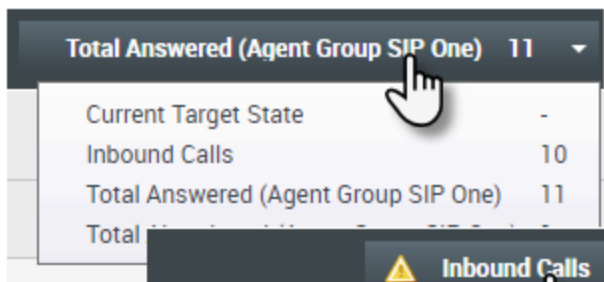 Total Answered (Agent Group SIP One) 11
Current Target State -
Inbound Calls 10
Total Answered (Agent Group SIP One) 11
Total
Inbound Calls